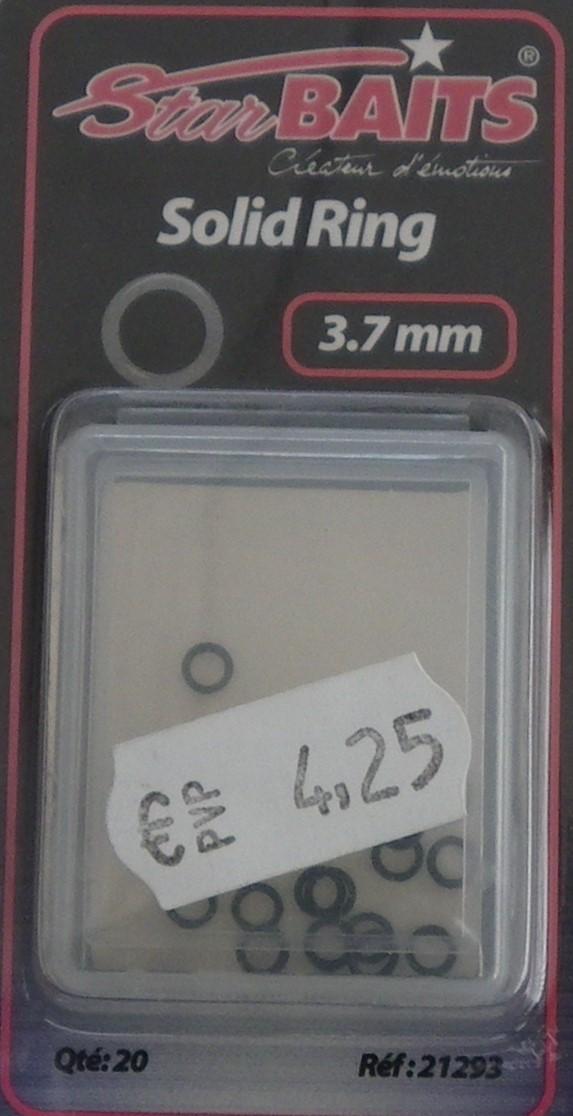 StarBAITS®
Créateur d'émotions
Solid Ring
3.7 mm
€ PVP 4,25
Qté:20 Réf:21293